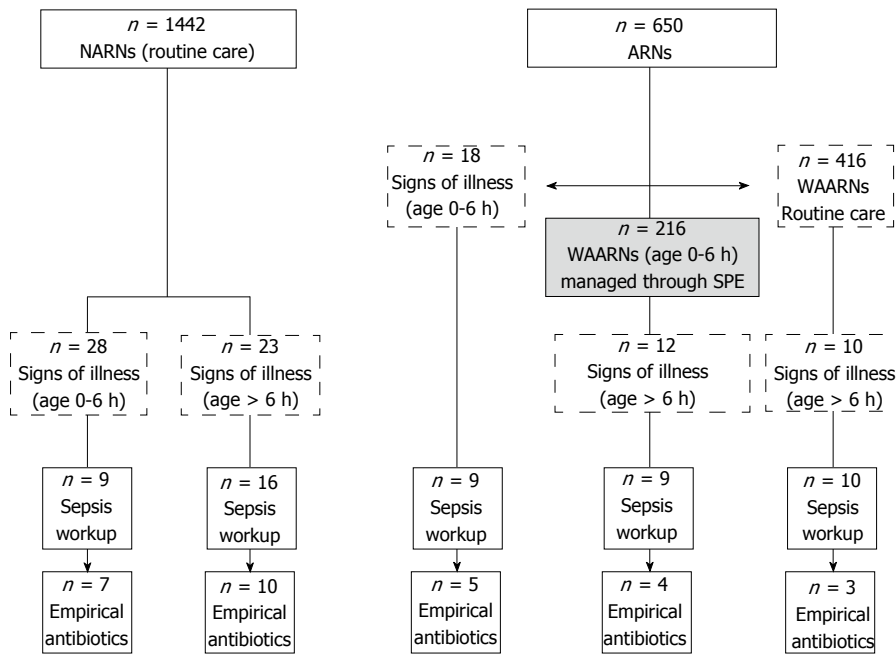 n = 1442
NARNs (routine care)
n = 650
ARNs
n = 18
Signs of illness
(age 0-6 h)
n = 416
WAARNs
Routine care
n = 216
WAARNs (age 0-6 h)
managed through SPE
n = 28
Signs of illness
(age 0-6 h)
n = 23
Signs of illness
(age > 6 h)
n = 12
Signs of illness
(age > 6 h)
n = 10
Signs of illness
(age > 6 h)
n = 9
Sepsis
workup
n = 16
Sepsis
workup
n = 9
Sepsis
workup
n = 9
Sepsis
workup
n = 10
Sepsis
workup
n = 7
Empirical
antibiotics
n = 10
Empirical
antibiotics
n = 5
Empirical
antibiotics
n = 4
Empirical
antibiotics
n = 3
Empirical
antibiotics